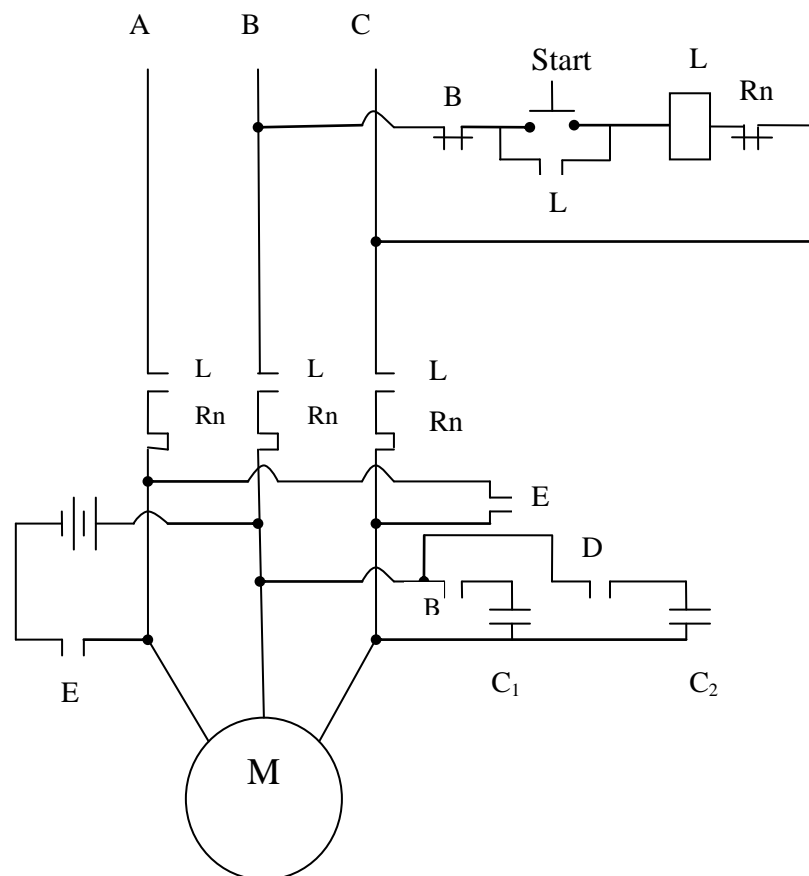 A B C
Start L
B Rn
L
L L L
Rn Rn Rn
E
D
B
E C₁ C₂
M